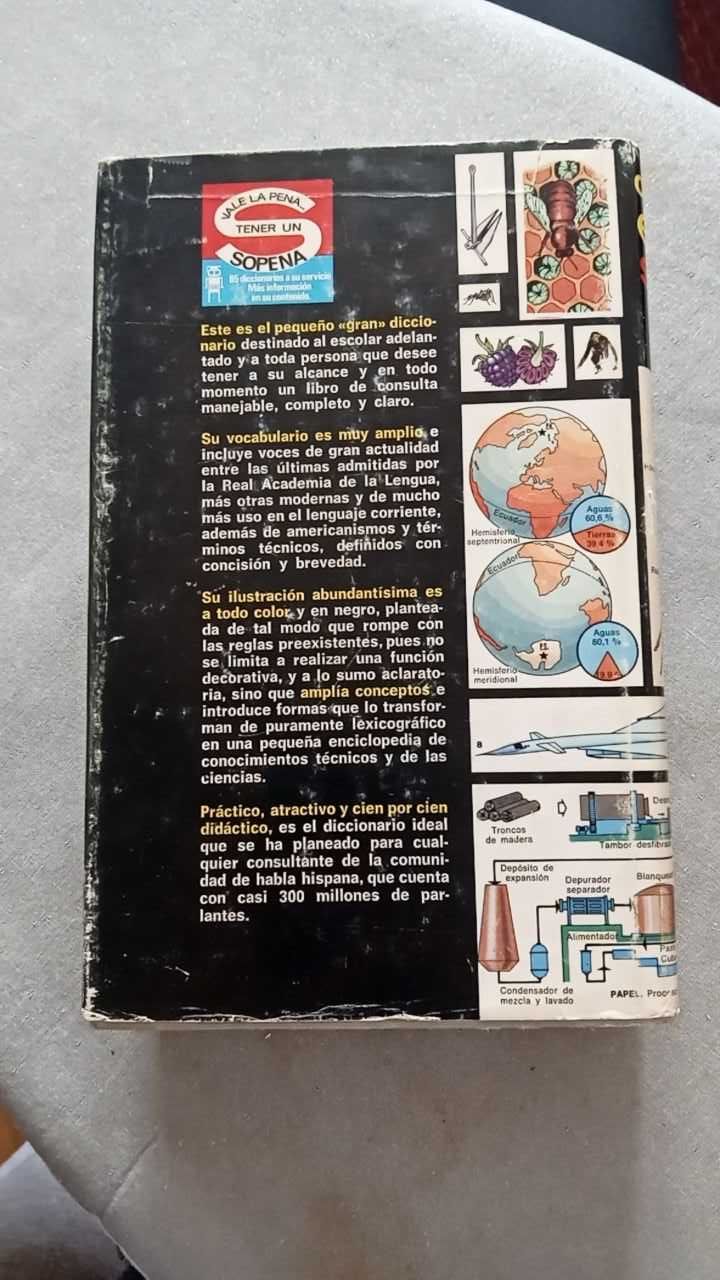 VALE LA PENA...
TENER UN
SOPENA
85 diccionarios a su servicio
Más información
en su contenido.
Este es el pequeño «gran» diccio-
nario destinado al escolar adelan-
tado y a toda persona que desee
tener a su alcance y en todo
momento un libro de consulta
manejable, completo y claro.
Su vocabulario es muy amplio e
incluye voces de gran actualidad
entre las últimas admitidas por
la Real Academia de la Lengua,
más otras modernas y de mucho
más uso en el lenguaje corriente,
además de americanismos y tér-
minos técnicos, definidos con
concisión y brevedad.
Su ilustración abundantísima es
a todo color y en negro, plantea-
da de tal modo que rompe con
las reglas preexistentes, pues no
se limita a realizar una función
decorativa, y a lo sumo aclarato-
ria, sino que amplía conceptos e
introduce formas que lo transfor-
man de puramente lexicográfico
en una pequeña enciclopedia de
conocimientos técnicos y de las
ciencias.
Práctico, atractivo y cien por cien
didáctico, es el diccionario ideal
que se ha planeado para cual-
quier consultante de la comuni-
dad de habla hispana, que cuenta
con casi 300 millones de par-
lantes.
Ecuador
Hemisferio
septentrional
Aguas
60,6 %
Tierras
39.4 %
Ecuador
Hemisferio
meridional
Aguas
80,1 %
8
Troncos
de madera
Tambor
Depósito de
expansión
Depurador
separador
Alimentador
Condensador de
mezcla y lavado
PAPEL.